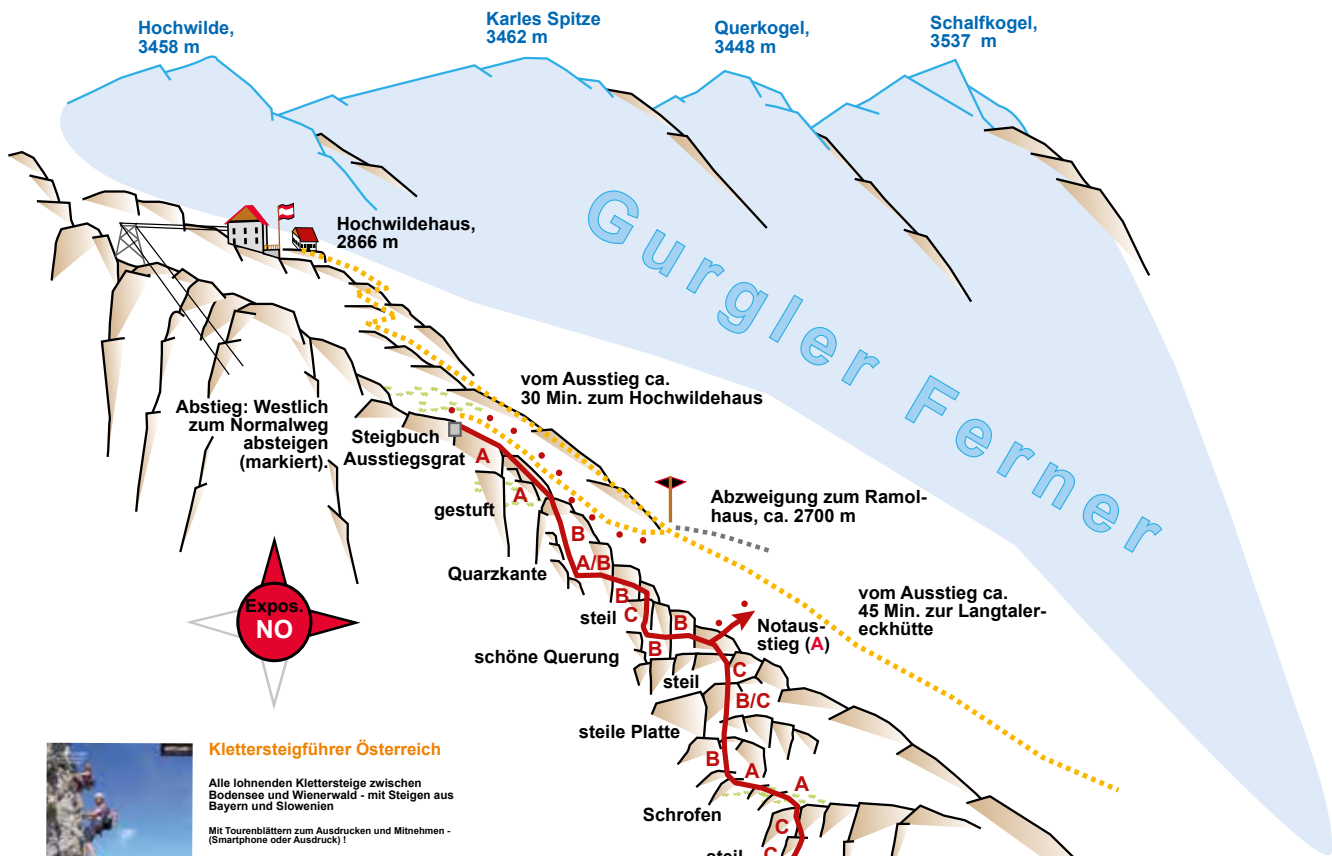 Hochwilde,
3458 m
Karles Spitze
3462 m
Querkogel,
3448 m
Schalfkogel,
3537 m
Hochwildehaus,
2866 m
Gurgler Ferner
vom Ausstieg ca.
30 Min. zum Hochwildehaus
Abstieg: Westlich
zum Normalweg
absteigen
(markiert).
Steigbuch
Ausstiegsgrat
A
A
gestuft
Abzweigung zum Ramol-
haus, ca. 2700 m
B
A/B
Quarzkante
B
C
steil
B
B
schöne Querung
Notaus-
stieg (A)
vom Ausstieg ca.
45 Min. zur Langtaler-
eckhütte
Expos.
NO
C
steil
B/C
steile Platte
B
A
A
Schrofen
C
steil
C
Klettersteigführer Österreich
Alle lohnenden Klettersteige zwischen
Bodensee und Wienerwald - mit Steigen aus
Bayern und Slowenien
Mit Tourenblättern zum Ausdrucken und Mitnehmen -
(Smartphone oder Ausdruck) !